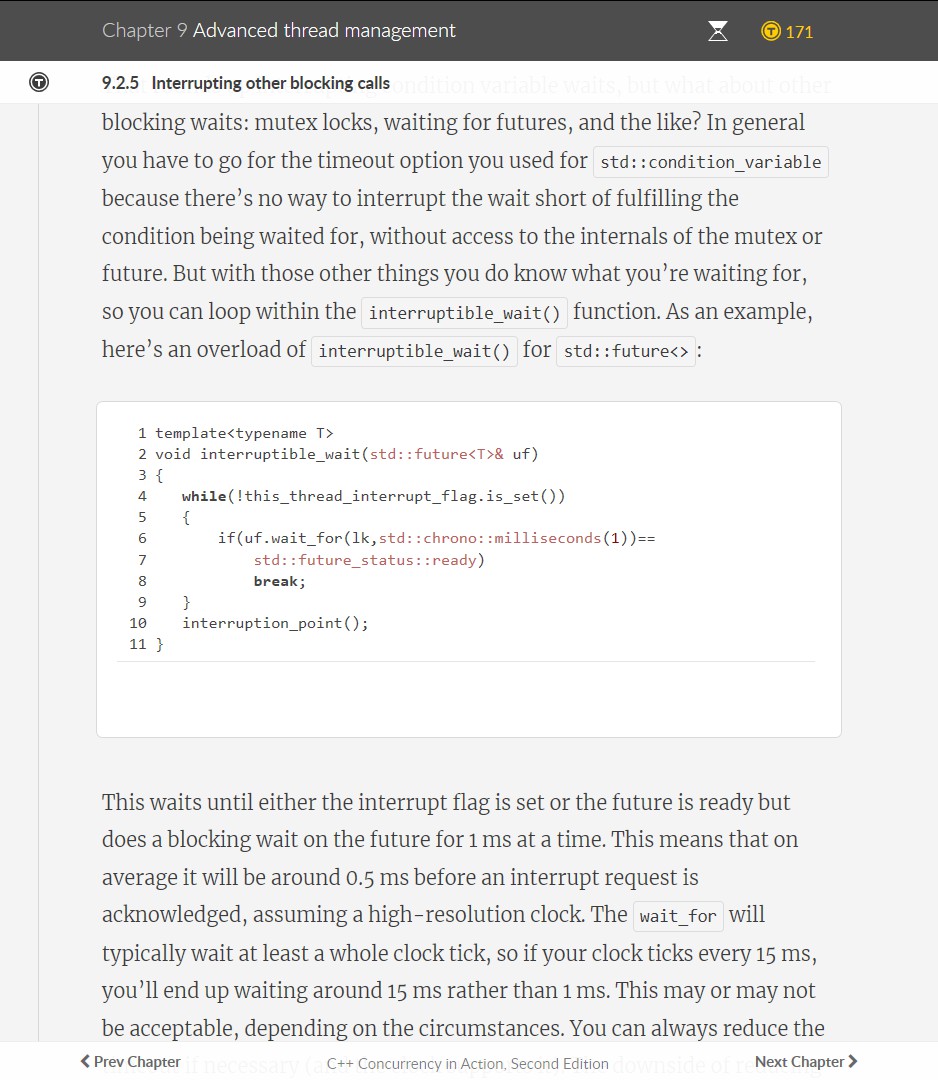 Chapter 9 Advanced thread management
171
9.2.5 Interrupting other blocking calls
condition variable waits, but what about other
blocking waits: mutex locks, waiting for futures, and the like? In general
you have to go for the timeout option you used for std::condition_variable
because there’s no way to interrupt the wait short of fulfilling the
condition being waited for, without access to the internals of the mutex or
future. But with those other things you do know what you’re waiting for,
so you can loop within the interruptible_wait() function. As an example,
here’s an overload of interruptible_wait() for std::future<> :
1 template<typename T>
2 void interruptible_wait(std::future<T>& uf)
3 {
4 while(!this_thread_interrupt_flag.is_set())
5 {
6 if(uf.wait_for(lk,std::chrono::milliseconds(1))==
7 std::future_status::ready)
8 break;
9 }
10 interruption_point();
11 }
This waits until either the interrupt flag is set or the future is ready but
does a blocking wait on the future for 1 ms at a time. This means that on
average it will be around 0.5 ms before an interrupt request is
acknowledged, assuming a high-resolution clock. The wait_for will
typically wait at least a whole clock tick, so if your clock ticks every 15 ms,
you’ll end up waiting around 15 ms rather than 1 ms. This may or may not
be acceptable, depending on the circumstances. You can always reduce the
Prev Chapter C++ Concurrency in Action, Second Edition Next Chapter